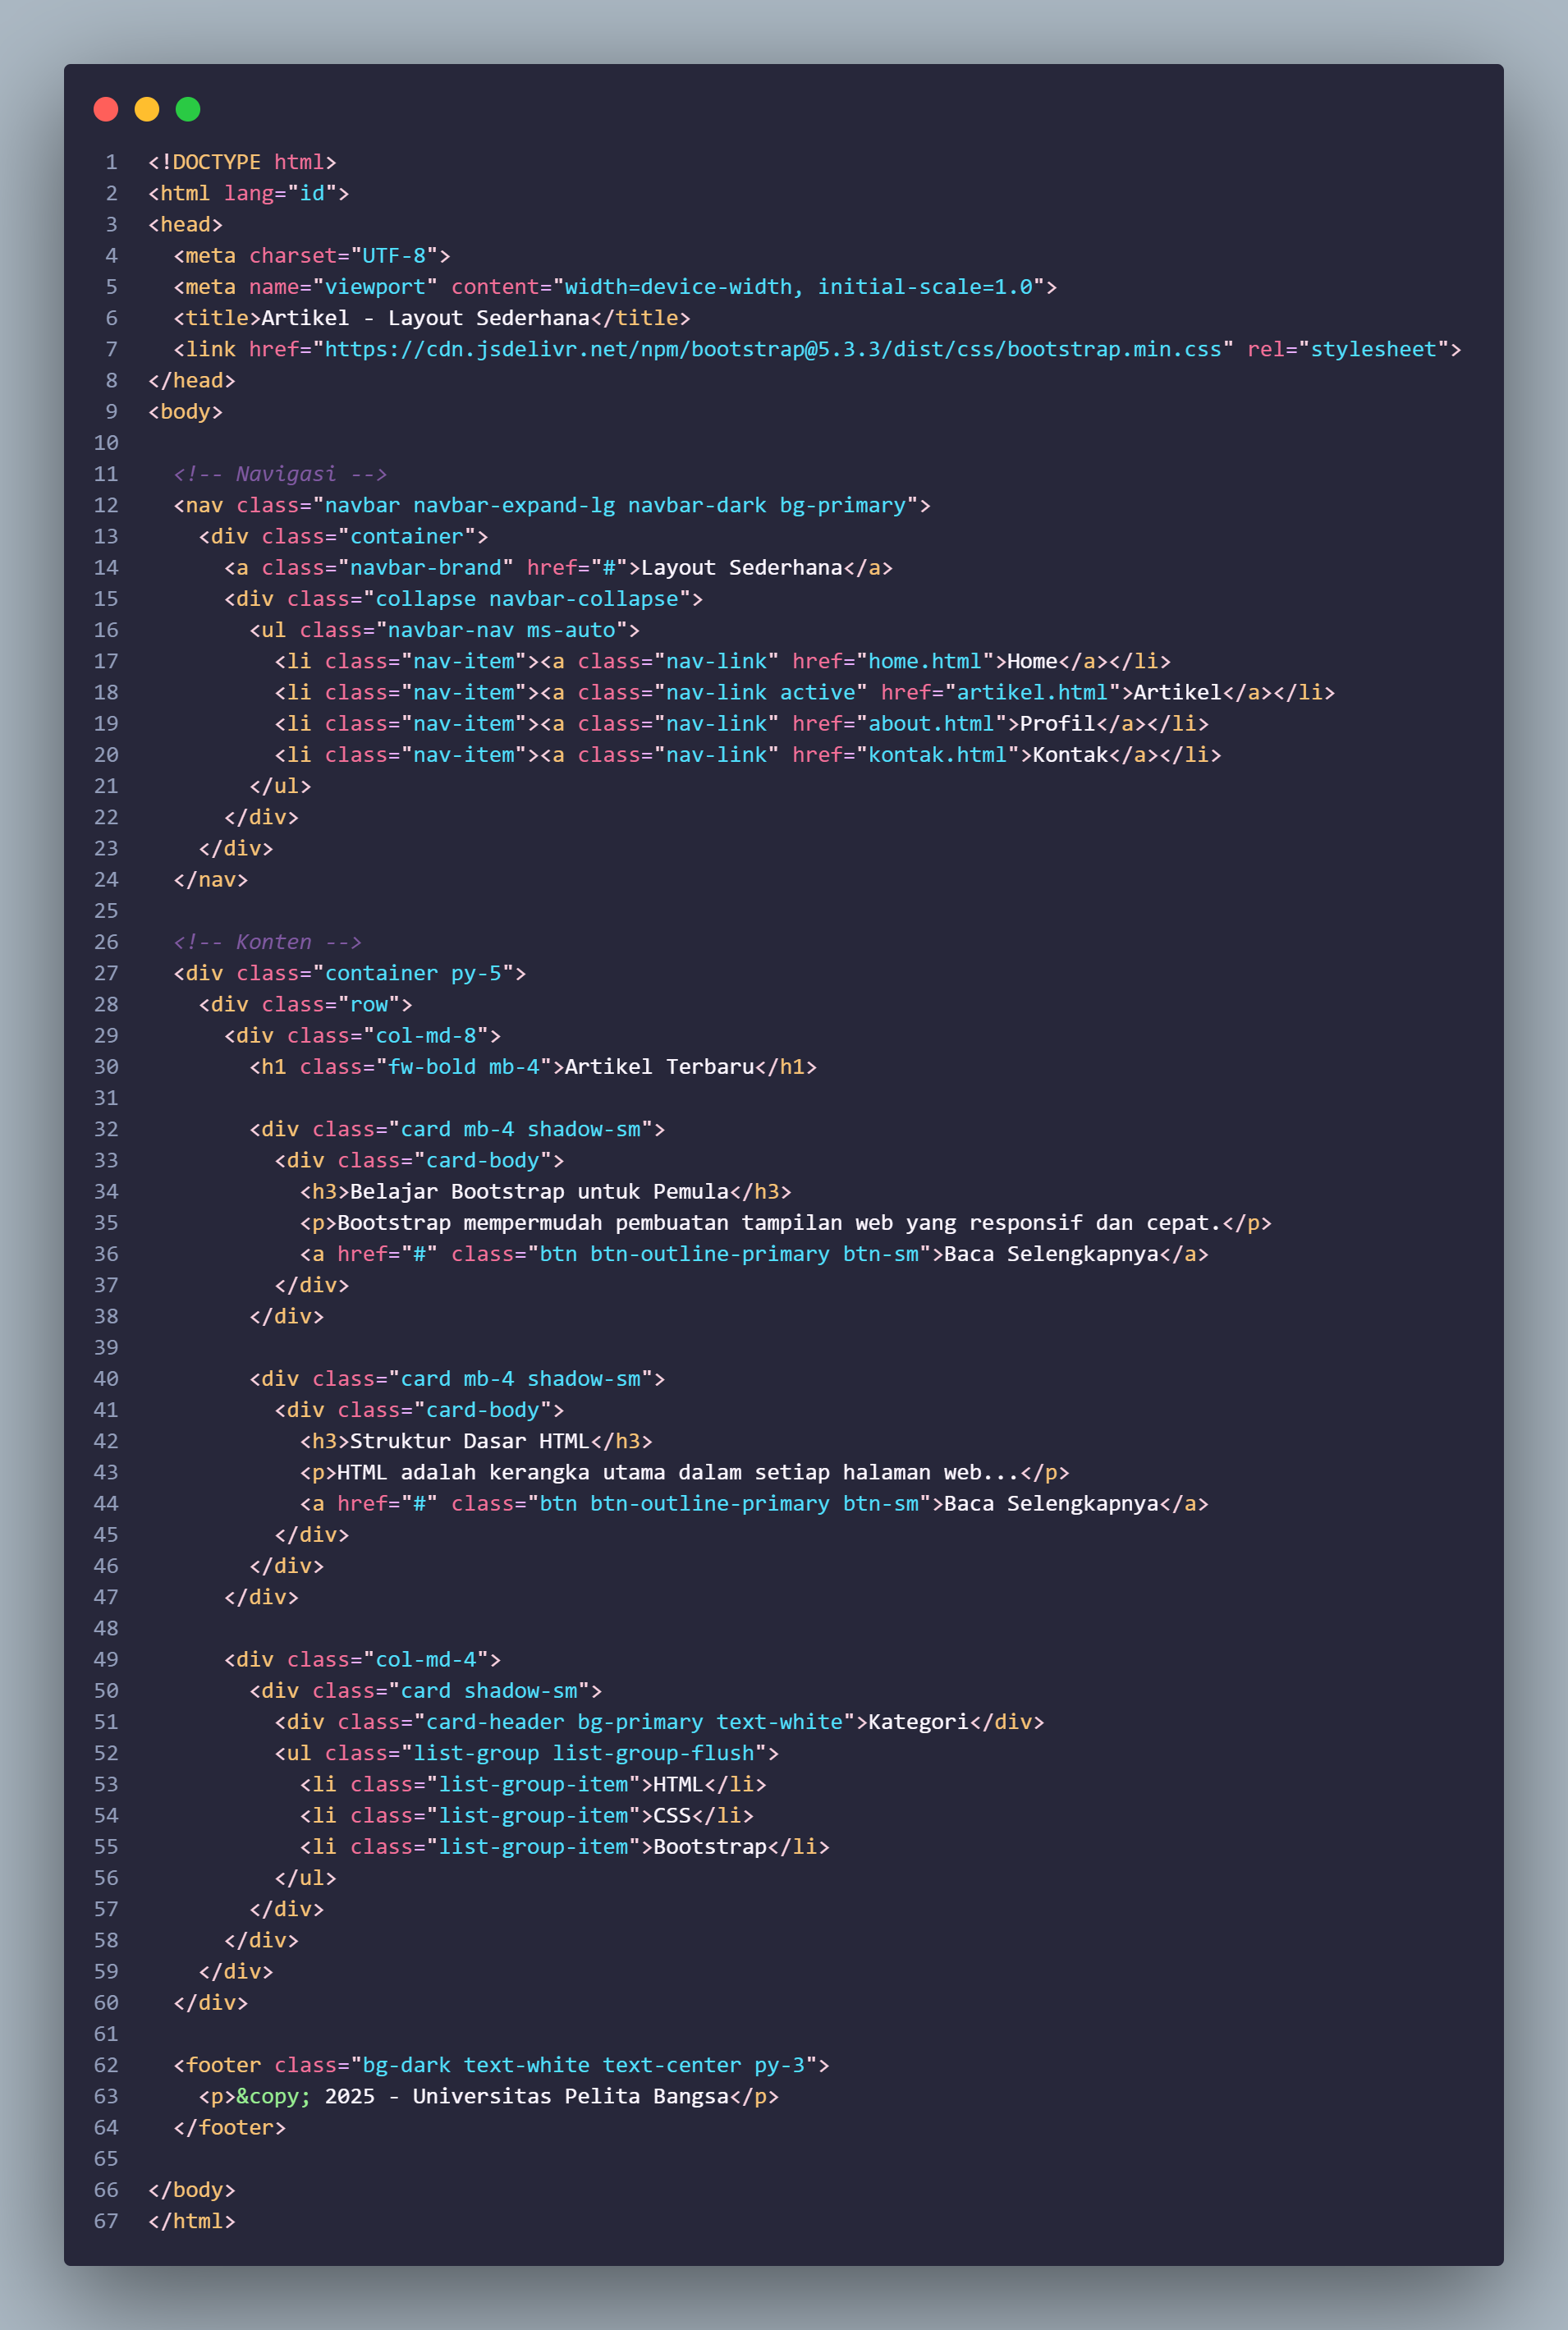 1 <!DOCTYPE html>
2 <html lang="id">
3 <head>
4   <meta charset="UTF-8">
5   <meta name="viewport" content="width=device-width, initial-scale=1.0">
6   <title>Artikel - Layout Sederhana</title>
7   <link href="https://cdn.jsdelivr.net/npm/bootstrap@5.3.3/dist/css/bootstrap.min.css" rel="stylesheet">
8 </head>
9 <body>
10
11   <!-- Navigasi -->
12   <nav class="navbar navbar-expand-lg navbar-dark bg-primary">
13     <div class="container">
14       <a class="navbar-brand" href="#">Layout Sederhana</a>
15       <div class="collapse navbar-collapse">
16         <ul class="navbar-nav ms-auto">
17           <li class="nav-item"><a class="nav-link" href="home.html">Home</a></li>
18           <li class="nav-item"><a class="nav-link active" href="artikel.html">Artikel</a></li>
19           <li class="nav-item"><a class="nav-link" href="about.html">Profil</a></li>
20           <li class="nav-item"><a class="nav-link" href="kontak.html">Kontak</a></li>
21         </ul>
22       </div>
23     </div>
24   </nav>
25
26   <!-- Konten -->
27   <div class="container py-5">
28     <div class="row">
29       <div class="col-md-8">
30         <h1 class="fw-bold mb-4">Artikel Terbaru</h1>
31
32         <div class="card mb-4 shadow-sm">
33           <div class="card-body">
34             <h3>Belajar Bootstrap untuk Pemula</h3>
35             <p>Bootstrap mempermudah pembuatan tampilan web yang responsif dan cepat.</p>
36             <a href="#" class="btn btn-outline-primary btn-sm">Baca Selengkapnya</a>
37           </div>
38         </div>
39
40         <div class="card mb-4 shadow-sm">
41           <div class="card-body">
42             <h3>Struktur Dasar HTML</h3>
43             <p>HTML adalah kerangka utama dalam setiap halaman web...</p>
44             <a href="#" class="btn btn-outline-primary btn-sm">Baca Selengkapnya</a>
45           </div>
46         </div>
47       </div>
48
49       <div class="col-md-4">
50         <div class="card shadow-sm">
51           <div class="card-header bg-primary text-white">Kategori</div>
52           <ul class="list-group list-group-flush">
53             <li class="list-group-item">HTML</li>
54             <li class="list-group-item">CSS</li>
55             <li class="list-group-item">Bootstrap</li>
56           </ul>
57         </div>
58       </div>
59     </div>
60   </div>
61
62   <footer class="bg-dark text-white text-center py-3">
63     <p>&copy; 2025 - Universitas Pelita Bangsa</p>
64   </footer>
65
66 </body>
67 </html>